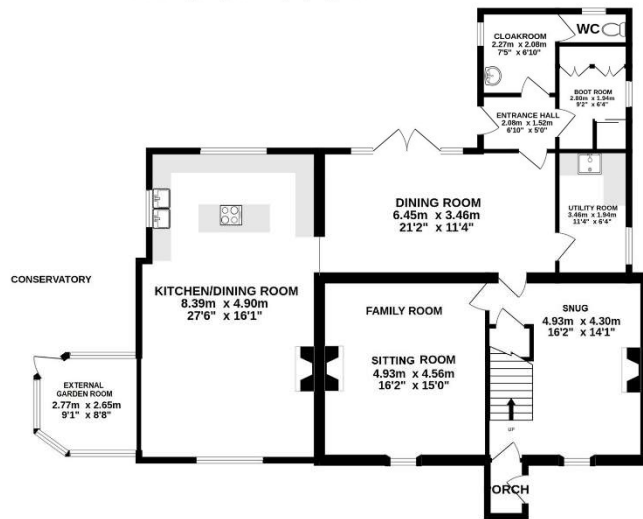 CLOAKROOM
2.27m x 2.08m
7'5" x 6'10"
WC
BOOT ROOM
2.80m x 1.94m
9'2" x 6'4"
ENTRANCE HALL
2.08m x 1.52m
6'10" x 5'0"
DINING ROOM
6.45m x 3.46m
21'2" x 11'4"
UTILITY ROOM
3.46m x 1.94m
11'4" x 6'4"
CONSERVATORY
KITCHEN/DINING ROOM
8.39m x 4.90m
27'6" x 16'1"
FAMILY ROOM
SITTING ROOM
4.93m x 4.56m
16'2" x 15'0"
SNUG
4.93m x 4.30m
16'2" x 14'1"
EXTERNAL
GARDEN ROOM
2.77m x 2.65m
9'1" x 8'8"
UP
PORCH